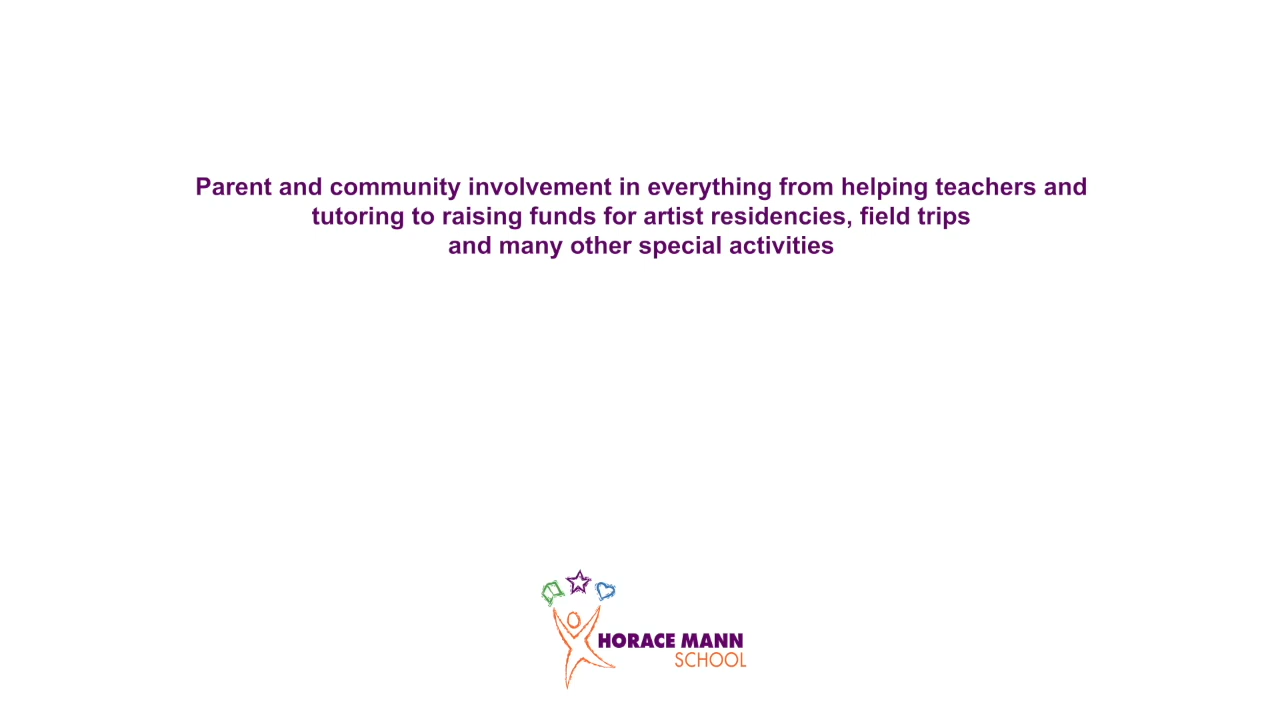 Parent and community involvement in everything from helping teachers and
tutoring to raising funds for artist residencies, field trips
and many other special activities
HORACE MANN
SCHOOL